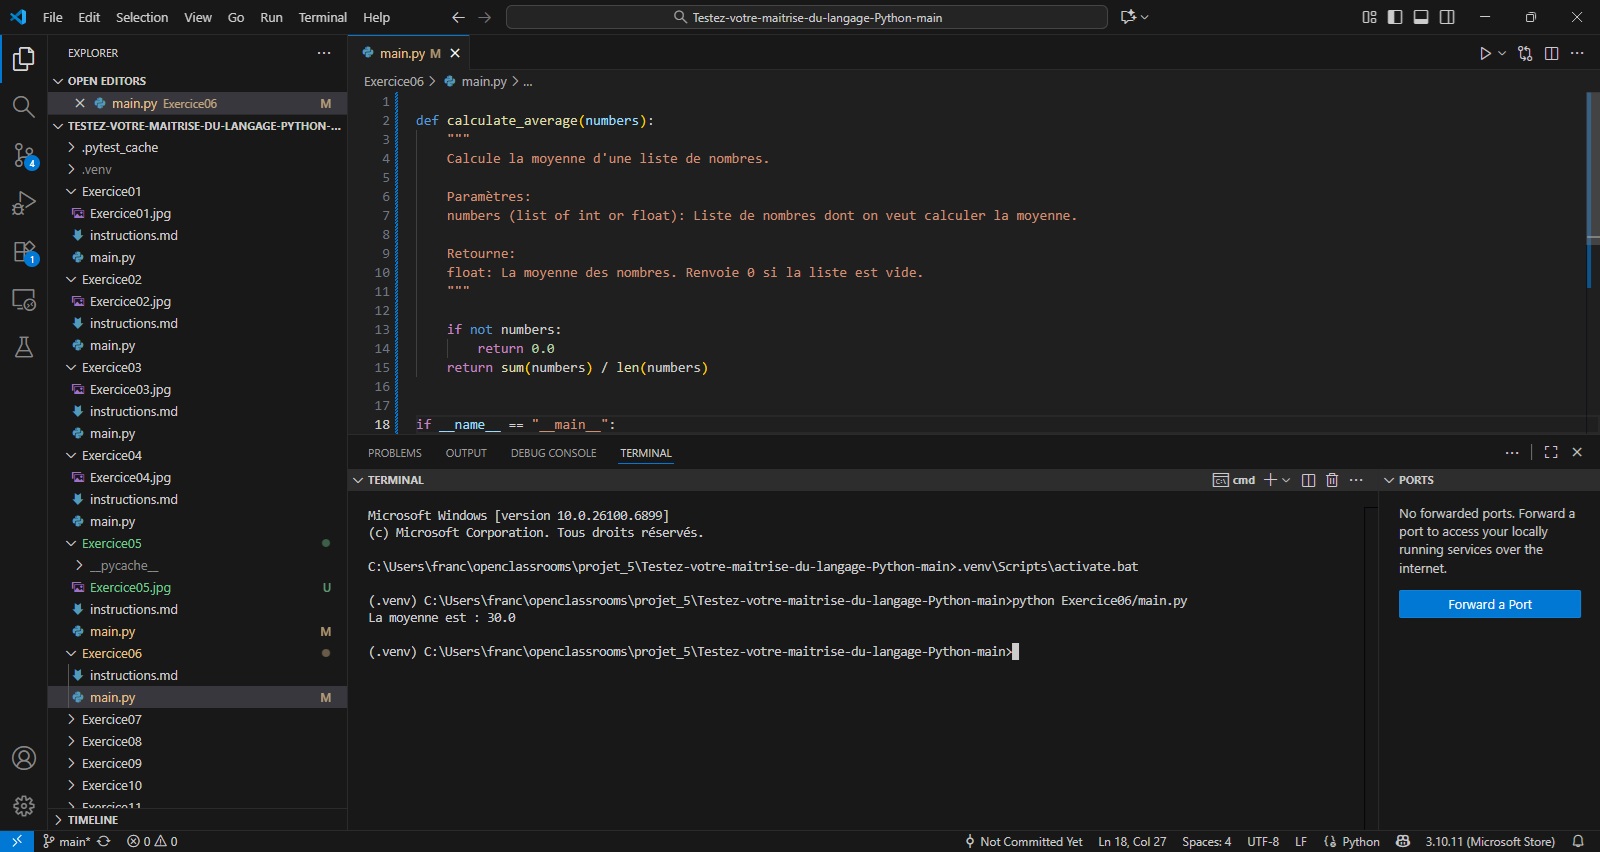 File Edit Selection View Go Run Terminal Help
Testez-votre-maitrise-du-langage-Python-main
EXPLORER
OPEN EDITORS
main.py Exercice06 M
TESTEZ-VOTRE-MAITRISE-DU-LANGAGE-PYTHON-...
.pytest_cache
.venv
Exercice01
Exercice01.jpg
instructions.md
main.py
Exercice02
Exercice02.jpg
instructions.md
main.py
Exercice03
Exercice03.jpg
instructions.md
main.py
Exercice04
Exercice04.jpg
instructions.md
main.py
Exercice05
__pycache__
Exercice05.jpg U
instructions.md
main.py M
Exercice06
instructions.md
main.py M
Exercice07
Exercice08
Exercice09
Exercice10
Exercice11
TIMELINE
4
1
main.py M
Exercice06 > main.py > ...
1
2 def calculate_average(numbers):
3 """
4 Calcule la moyenne d'une liste de nombres.
5
6 Paramètres:
7 numbers (list of int or float): Liste de nombres dont on veut calculer la moyenne.
8
9 Retourne:
10 float: La moyenne des nombres. Renvoie 0 si la liste est vide.
11 """
12
13 if not numbers:
14 return 0.0
15 return sum(numbers) / len(numbers)
16
17
18 if __name__ == "__main__":
PROBLEMS OUTPUT DEBUG CONSOLE TERMINAL
TERMINAL
cmd
Microsoft Windows [version 10.0.26100.6899]
(c) Microsoft Corporation. Tous droits réservés.
C:\Users\franc\openclassrooms\projet_5\Testez-votre-maitrise-du-langage-Python-main>.venv\Scripts\activate.bat
(.venv) C:\Users\franc\openclassrooms\projet_5\Testez-votre-maitrise-du-langage-Python-main>python Exercice06/main.py
La moyenne est : 30.0
(.venv) C:\Users\franc\openclassrooms\projet_5\Testez-votre-maitrise-du-langage-Python-main>
PORTS
No forwarded ports. Forward a
port to access your locally
running services over the
internet.
Forward a Port
main* 0 0 Not Committed Yet Ln 18, Col 27 Spaces: 4 UTF-8 LF Python 3.10.11 (Microsoft Store)